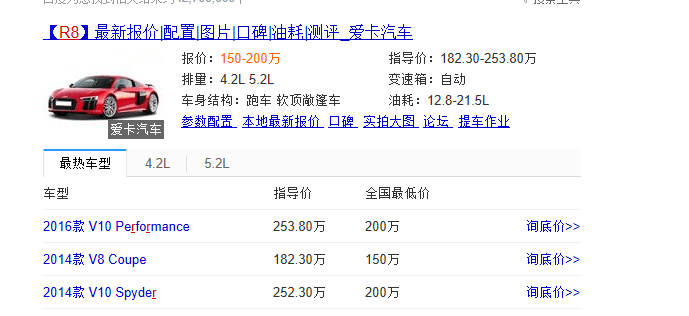 【R8】最新报价|配置|图片|口碑|油耗|测评_爱卡汽车
报价：150-200万 指导价：182.30-253.80万
排量：4.2L 5.2L 变速箱：自动
车身结构：跑车 软顶敞篷车 油耗：12.8-21.5L
爱卡汽车
参数配置 本地最新报价 口碑 实拍大图 论坛 提车作业
最热车型 4.2L 5.2L
车型 指导价 全国最低价
2016款 V10 Performance 253.80万 200万 询底价>>
2014款 V8 Coupe 182.30万 150万 询底价>>
2014款 V10 Spyder 252.30万 200万 询底价>>